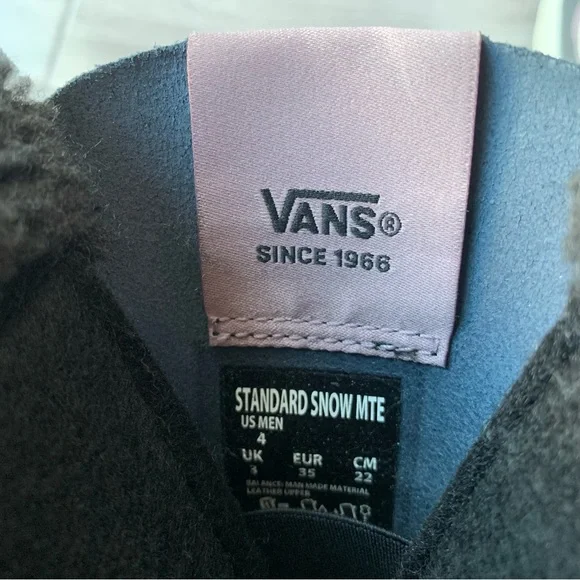 VANS®
SINCE 1966
STANDARD SNOW MTE
US MEN
4
UK EUR CM
3 35 22
BALANCE: MAN MADE MATERIAL
LEATHER UPPER